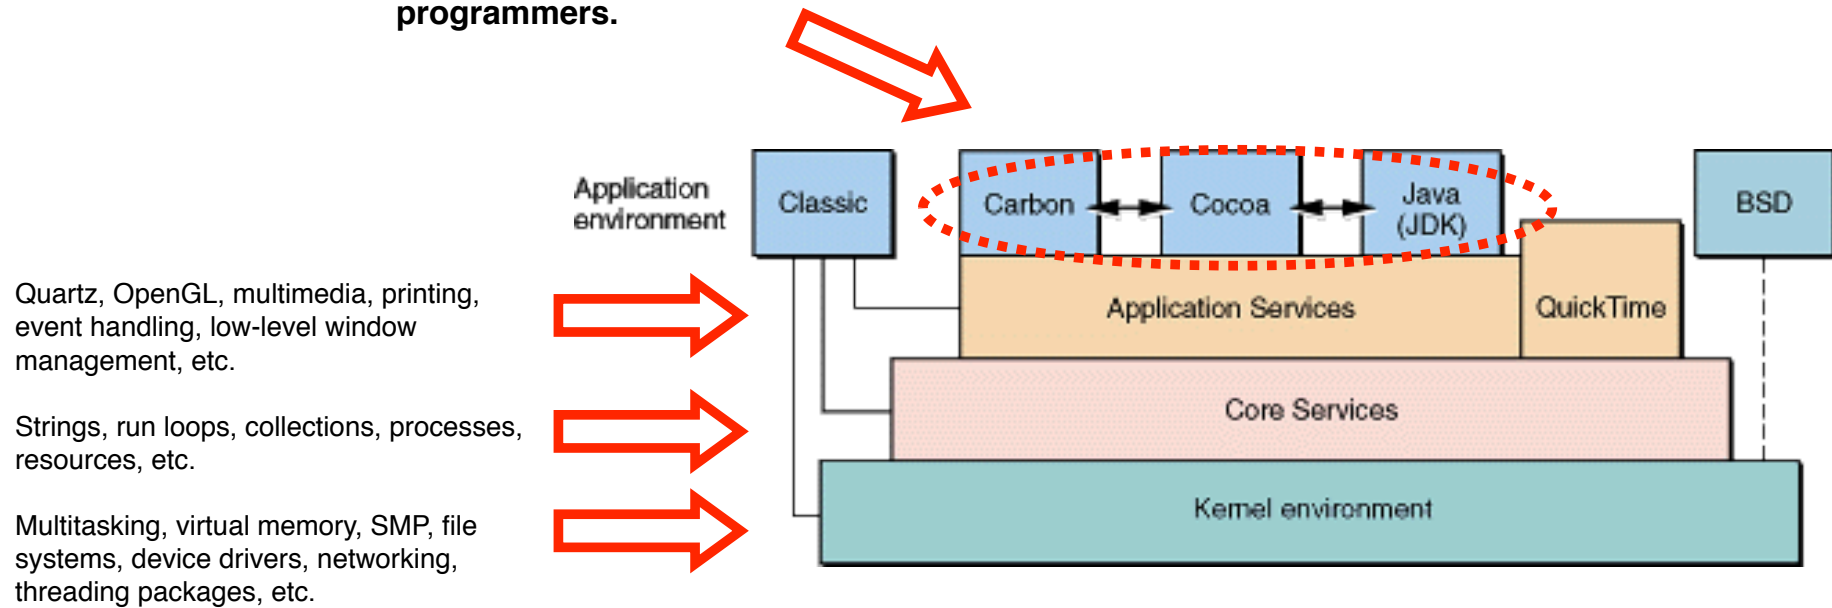 programmers.
Application
environment
Classic
Carbon
Cocoa
Java
(JDK)
BSD
Quartz, OpenGL, multimedia, printing,
event handling, low-level window
management, etc.
Application Services
QuickTime
Strings, run loops, collections, processes,
resources, etc.
Core Services
Multitasking, virtual memory, SMP, file
systems, device drivers, networking,
threading packages, etc.
Kernel environment